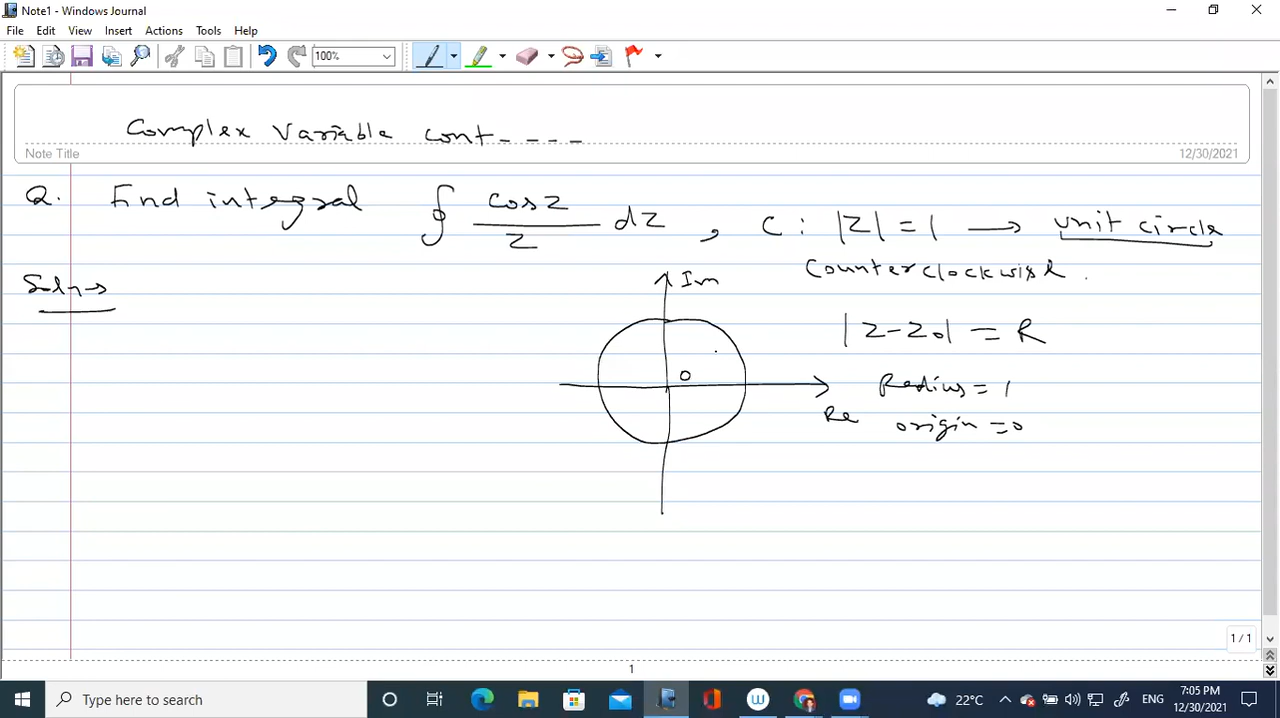 Note1 - Windows Journal
File Edit View Insert Actions Tools Help
100%
Complex Variable cont- - - -
Note Title
12/30/2021
Q. Find integral ∮ cosz/z dz , C : |z| = 1 → unit circle
Counterclockwise .
Soln→
Im
|z-zo| = R
0
Radius = 1
Re
origin = 0
1 / 1
1
Type here to search
22°C
ENG
7:05 PM
12/30/2021